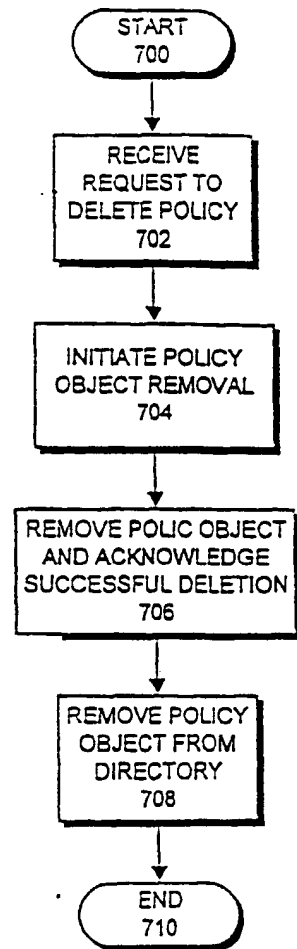 START
700
RECEIVE
REQUEST TO
DELETE POLICY
702
INITIATE POLICY
OBJECT REMOVAL
704
REMOVE POLIC OBJECT
AND ACKNOWLEDGE
SUCCESSFUL DELETION
706
REMOVE POLICY
OBJECT FROM
DIRECTORY
708
END
710